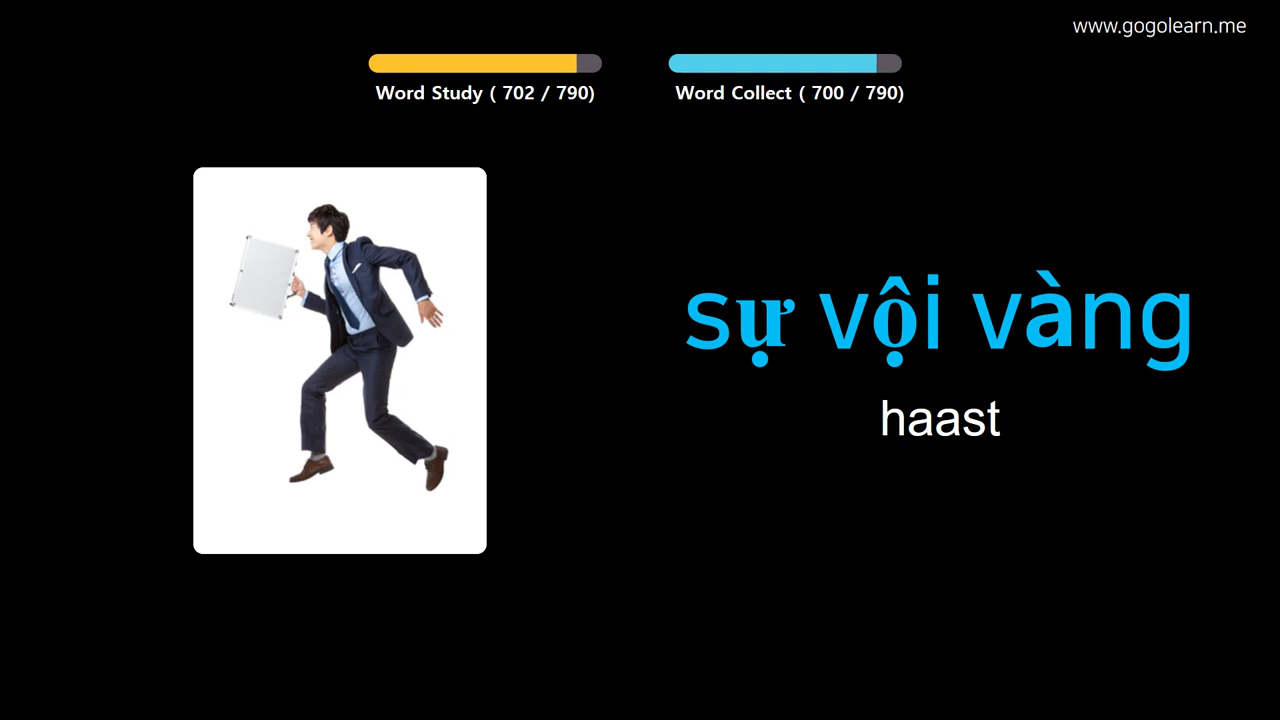 www.gogolearn.me
Word Study ( 702 / 790)
Word Collect ( 700 / 790)
sự vội vàng
haast